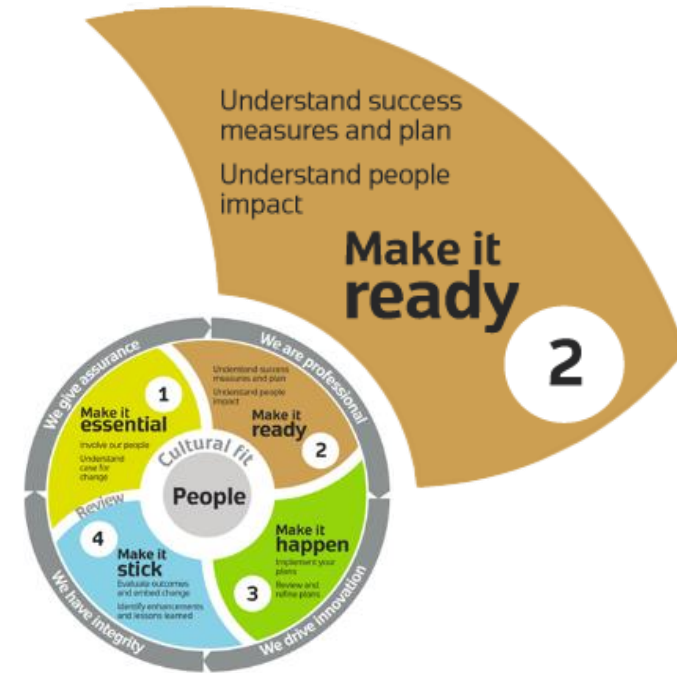 Understand success
measures and plan
Understand people
impact
Make it
ready
2
We give assurance
We are professional
We drive innovation
We have integrity
1
Make it
essential
Involve our people
Understand
case for
change
Understand success
measures and plan
Understand people
impact
Make it
ready
2
Cultural fit
People
Review
4
Make it
stick
Evaluate outcomes
and embed change
Identify enhancements
and lessons learned
Make it
happen
Implement your
plans
Review and
refine plans
3